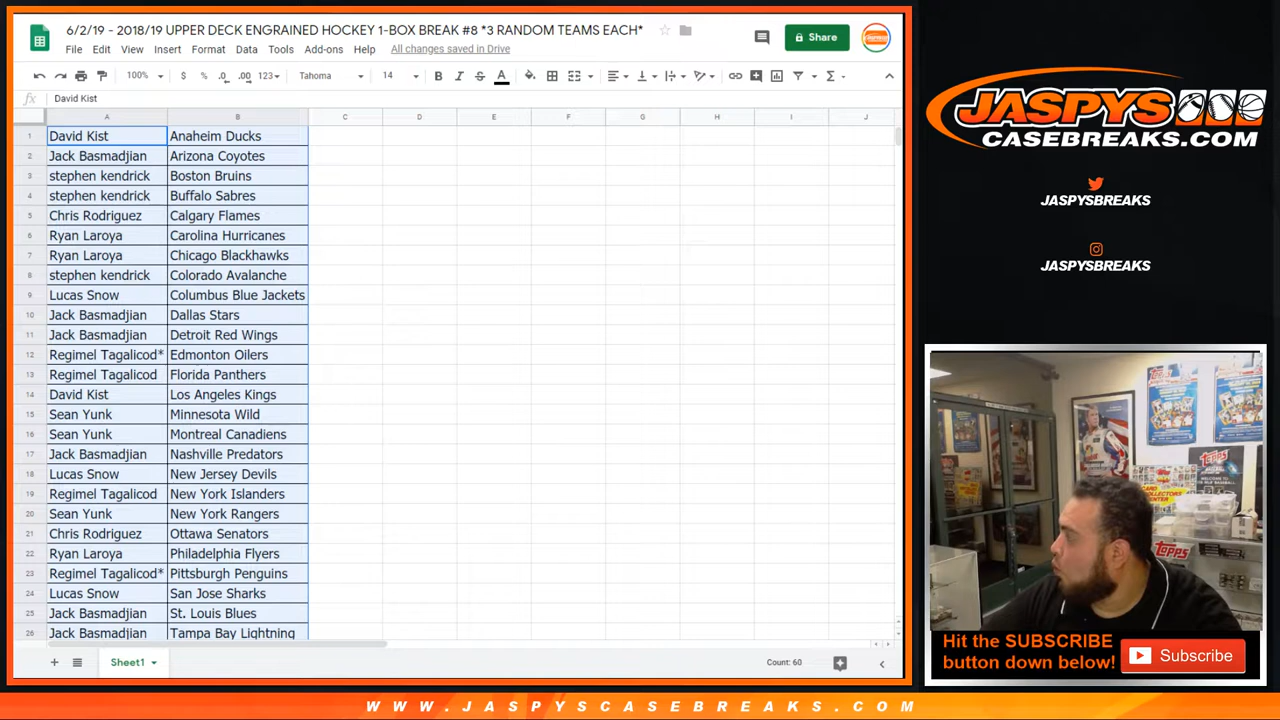 6/2/19 - 2018/19 UPPER DECK ENGRAINED HOCKEY 1-BOX BREAK #8 *3 RANDOM TEAMS EACH*
File Edit View Insert Format Data Tools Add-ons Help All changes saved in Drive
Share
100% $ % .0 .00 123 Tahoma 14 B I S A
fx David Kist
A B C D E F G H I J
1 David Kist Anaheim Ducks
2 Jack Basmadjian Arizona Coyotes
3 stephen kendrick Boston Bruins
4 stephen kendrick Buffalo Sabres
5 Chris Rodriguez Calgary Flames
6 Ryan Laroya Carolina Hurricanes
7 Ryan Laroya Chicago Blackhawks
8 stephen kendrick Colorado Avalanche
9 Lucas Snow Columbus Blue Jackets
10 Jack Basmadjian Dallas Stars
11 Jack Basmadjian Detroit Red Wings
12 Regimel Tagalicod* Edmonton Oilers
13 Regimel Tagalicod Florida Panthers
14 David Kist Los Angeles Kings
15 Sean Yunk Minnesota Wild
16 Sean Yunk Montreal Canadiens
17 Jack Basmadjian Nashville Predators
18 Lucas Snow New Jersey Devils
19 Regimel Tagalicod New York Islanders
20 Sean Yunk New York Rangers
21 Chris Rodriguez Ottawa Senators
22 Ryan Laroya Philadelphia Flyers
23 Regimel Tagalicod* Pittsburgh Penguins
24 Lucas Snow San Jose Sharks
25 Jack Basmadjian St. Louis Blues
26 Jack Basmadjian Tampa Bay Lightning
Sheet1
Count: 60
JASPYS
CASEBREAKS.COM
JASPYSBREAKS
JASPYSBREAKS
TOPPS
TOPPS
TOPPS
CARD COLLECTORS CENTER
TOPPS
Hit the SUBSCRIBE
button down below!
Subscribe
WWW.JASPYSCASEBREAKS.COM